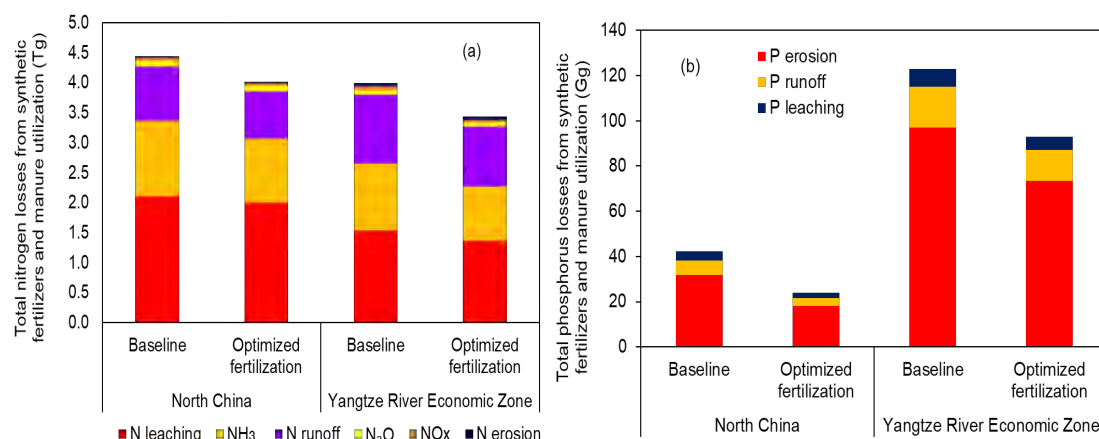 Total nitrogen losses from synthetic
fertilizers and manure utilization (Tg)
5.0
4.5
4.0
3.5
3.0
2.5
2.0
1.5
1.0
0.5
0.0
(a)
Baseline
Optimized
fertilization
Baseline
Optimized
fertilization
North China
Yangtze River Economic Zone
N leaching
NH₃
N runoff
N₂O
NOx
N erosion
Total phosphorus losses from synthetic
fertilizers and manure utilization (Gg)
140
120
100
80
60
40
20
0
(b)
P erosion
P runoff
P leaching
Baseline
Optimized
fertilization
Baseline
Optimized
fertilization
North China
Yangtze River Economic Zone